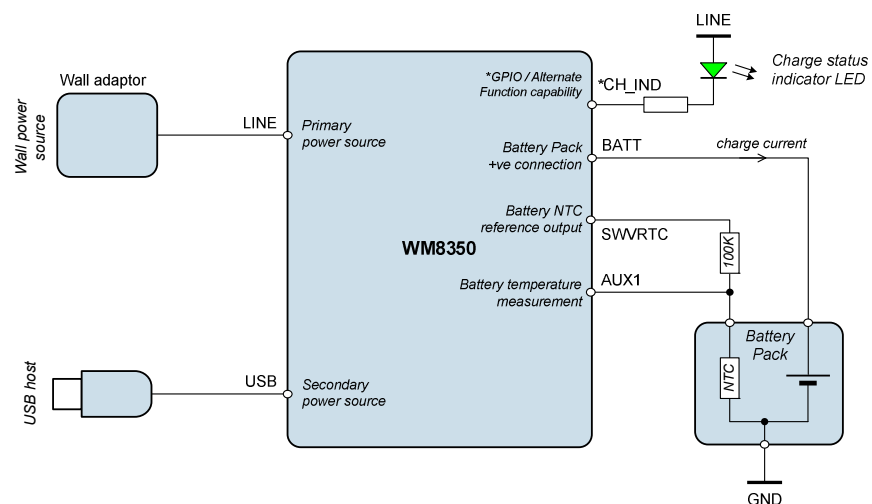 LINE
Charge status
indicator LED
Wall adaptor
Wall power
source
LINE
Primary
power source
*GPIO / Alternate
Function capability
*CH_IND
Battery Pack
+ve connection
BATT
charge current
Battery NTC
reference output
SWVRTC
100K
WM8350
Battery temperature
measurement
AUX1
Battery
Pack
NTC
USB host
USB
Secondary
power source
GND